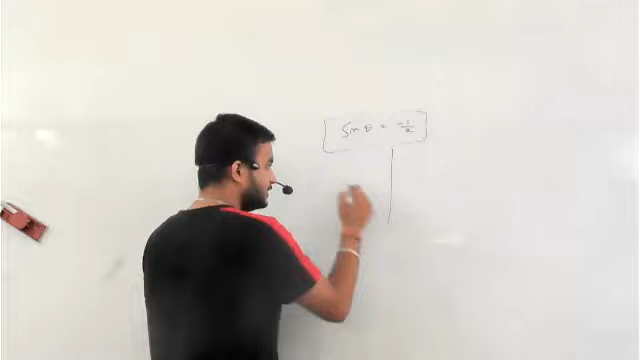 [Sin θ = -1/2]